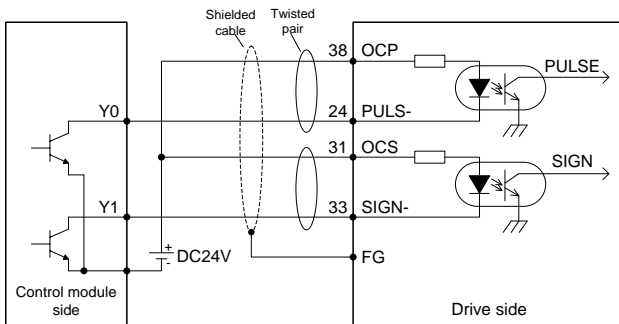 Shielded
cable
Twisted
pair
38 OCP
PULSE
Y0
24 PULS-
31 OCS
SIGN
Y1
33 SIGN-
+
-
DC24V
FG
Control module
side
Drive side